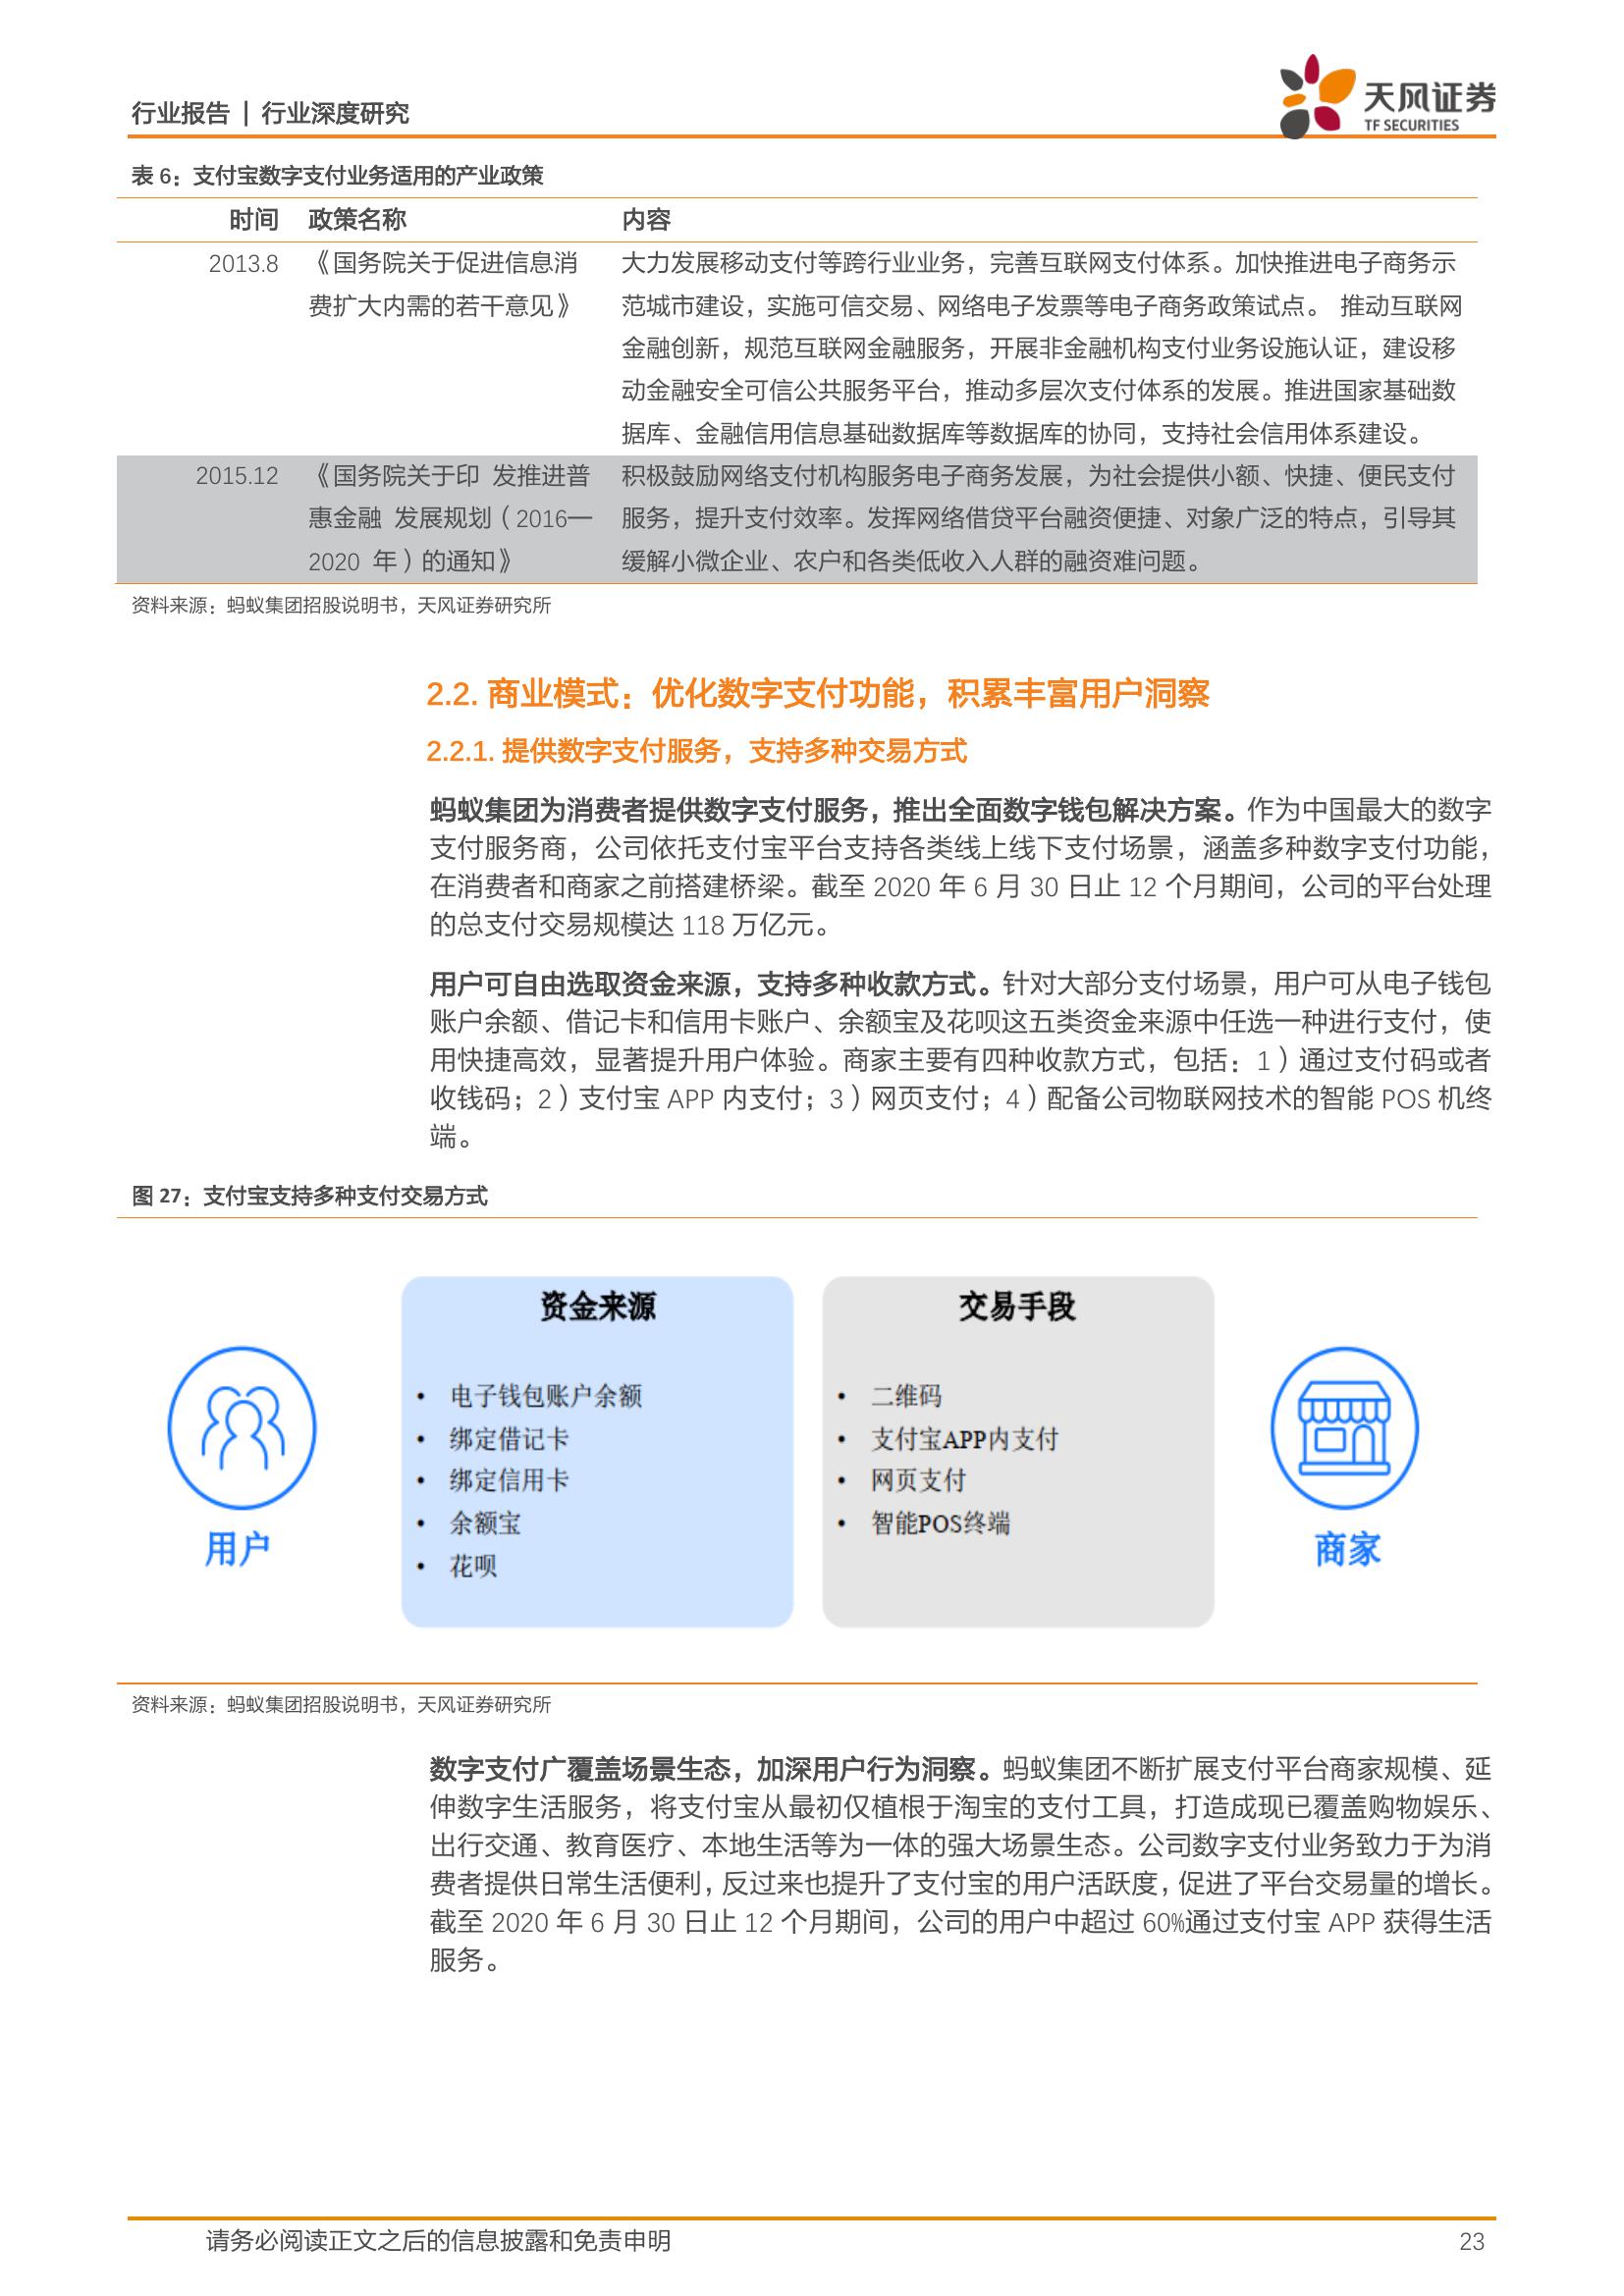 行业报告 | 行业深度研究
天风证券
TF SECURITIES
表 6：支付宝数字支付业务适用的产业政策
时间 政策名称 内容
2013.8 《国务院关于促进信息消 大力发展移动支付等跨行业业务，完善互联网支付体系。加快推进电子商务示
费扩大内需的若干意见》 范城市建设，实施可信交易、网络电子发票等电子商务政策试点。 推动互联网
金融创新，规范互联网金融服务，开展非金融机构支付业务设施认证，建设移
动金融安全可信公共服务平台，推动多层次支付体系的发展。推进国家基础数
据库、金融信用信息基础数据库等数据库的协同，支持社会信用体系建设。
2015.12 《国务院关于印 发推进普 积极鼓励网络支付机构服务电子商务发展，为社会提供小额、快捷、便民支付
惠金融 发展规划（2016—服务，提升支付效率。发挥网络借贷平台融资便捷、对象广泛的特点，引导其
2020 年）的通知》 缓解小微企业、农户和各类低收入人群的融资难问题。
资料来源：蚂蚁集团招股说明书，天风证券研究所
2.2. 商业模式：优化数字支付功能，积累丰富用户洞察
2.2.1. 提供数字支付服务，支持多种交易方式
蚂蚁集团为消费者提供数字支付服务，推出全面数字钱包解决方案。作为中国最大的数字
支付服务商，公司依托支付宝平台支持各类线上线下支付场景，涵盖多种数字支付功能，
在消费者和商家之前搭建桥梁。截至 2020 年 6 月 30 日止 12 个月期间，公司的平台处理
的总支付交易规模达 118 万亿元。
用户可自由选取资金来源，支持多种收款方式。针对大部分支付场景，用户可从电子钱包
账户余额、借记卡和信用卡账户、余额宝及花呗这五类资金来源中任选一种进行支付，使
用快捷高效，显著提升用户体验。商家主要有四种收款方式，包括：1）通过支付码或者
收钱码；2）支付宝 APP 内支付；3）网页支付；4）配备公司物联网技术的智能 POS 机终
端。
图 27：支付宝支持多种支付交易方式
用户
资金来源
• 电子钱包账户余额
• 绑定借记卡
• 绑定信用卡
• 余额宝
• 花呗
交易手段
• 二维码
• 支付宝APP内支付
• 网页支付
• 智能POS终端
商家
资料来源：蚂蚁集团招股说明书，天风证券研究所
数字支付广覆盖场景生态，加深用户行为洞察。蚂蚁集团不断扩展支付平台商家规模、延
伸数字生活服务，将支付宝从最初仅植根于淘宝的支付工具，打造成现已覆盖购物娱乐、
出行交通、教育医疗、本地生活等为一体的强大场景生态。公司数字支付业务致力于为消
费者提供日常生活便利，反过来也提升了支付宝的用户活跃度，促进了平台交易量的增长。
截至 2020 年 6 月 30 日止 12 个月期间，公司的用户中超过 60%通过支付宝 APP 获得生活
服务。
请务必阅读正文之后的信息披露和免责申明 23